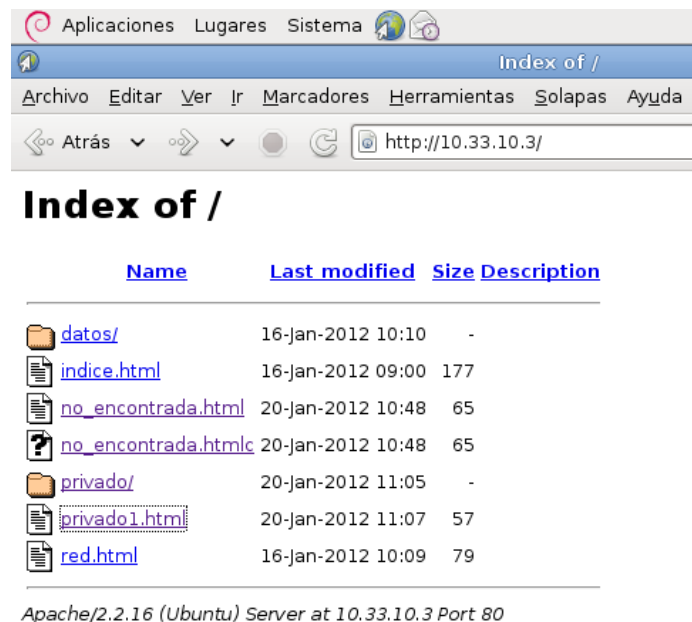 Aplicaciones Lugares Sistema
Index of /
Archivo Editar Ver Ir Marcadores Herramientas Solapas Ayuda
Atrás http://10.33.10.3/
Index of /
Name Last modified Size Description
datos/ 16-Jan-2012 10:10 -
indice.html 16-Jan-2012 09:00 177
no_encontrada.html 20-Jan-2012 10:48 65
no_encontrada.htmlc 20-Jan-2012 10:48 65
privado/ 20-Jan-2012 11:05 -
privado1.html 20-Jan-2012 11:07 57
red.html 16-Jan-2012 10:09 79
Apache/2.2.16 (Ubuntu) Server at 10.33.10.3 Port 80